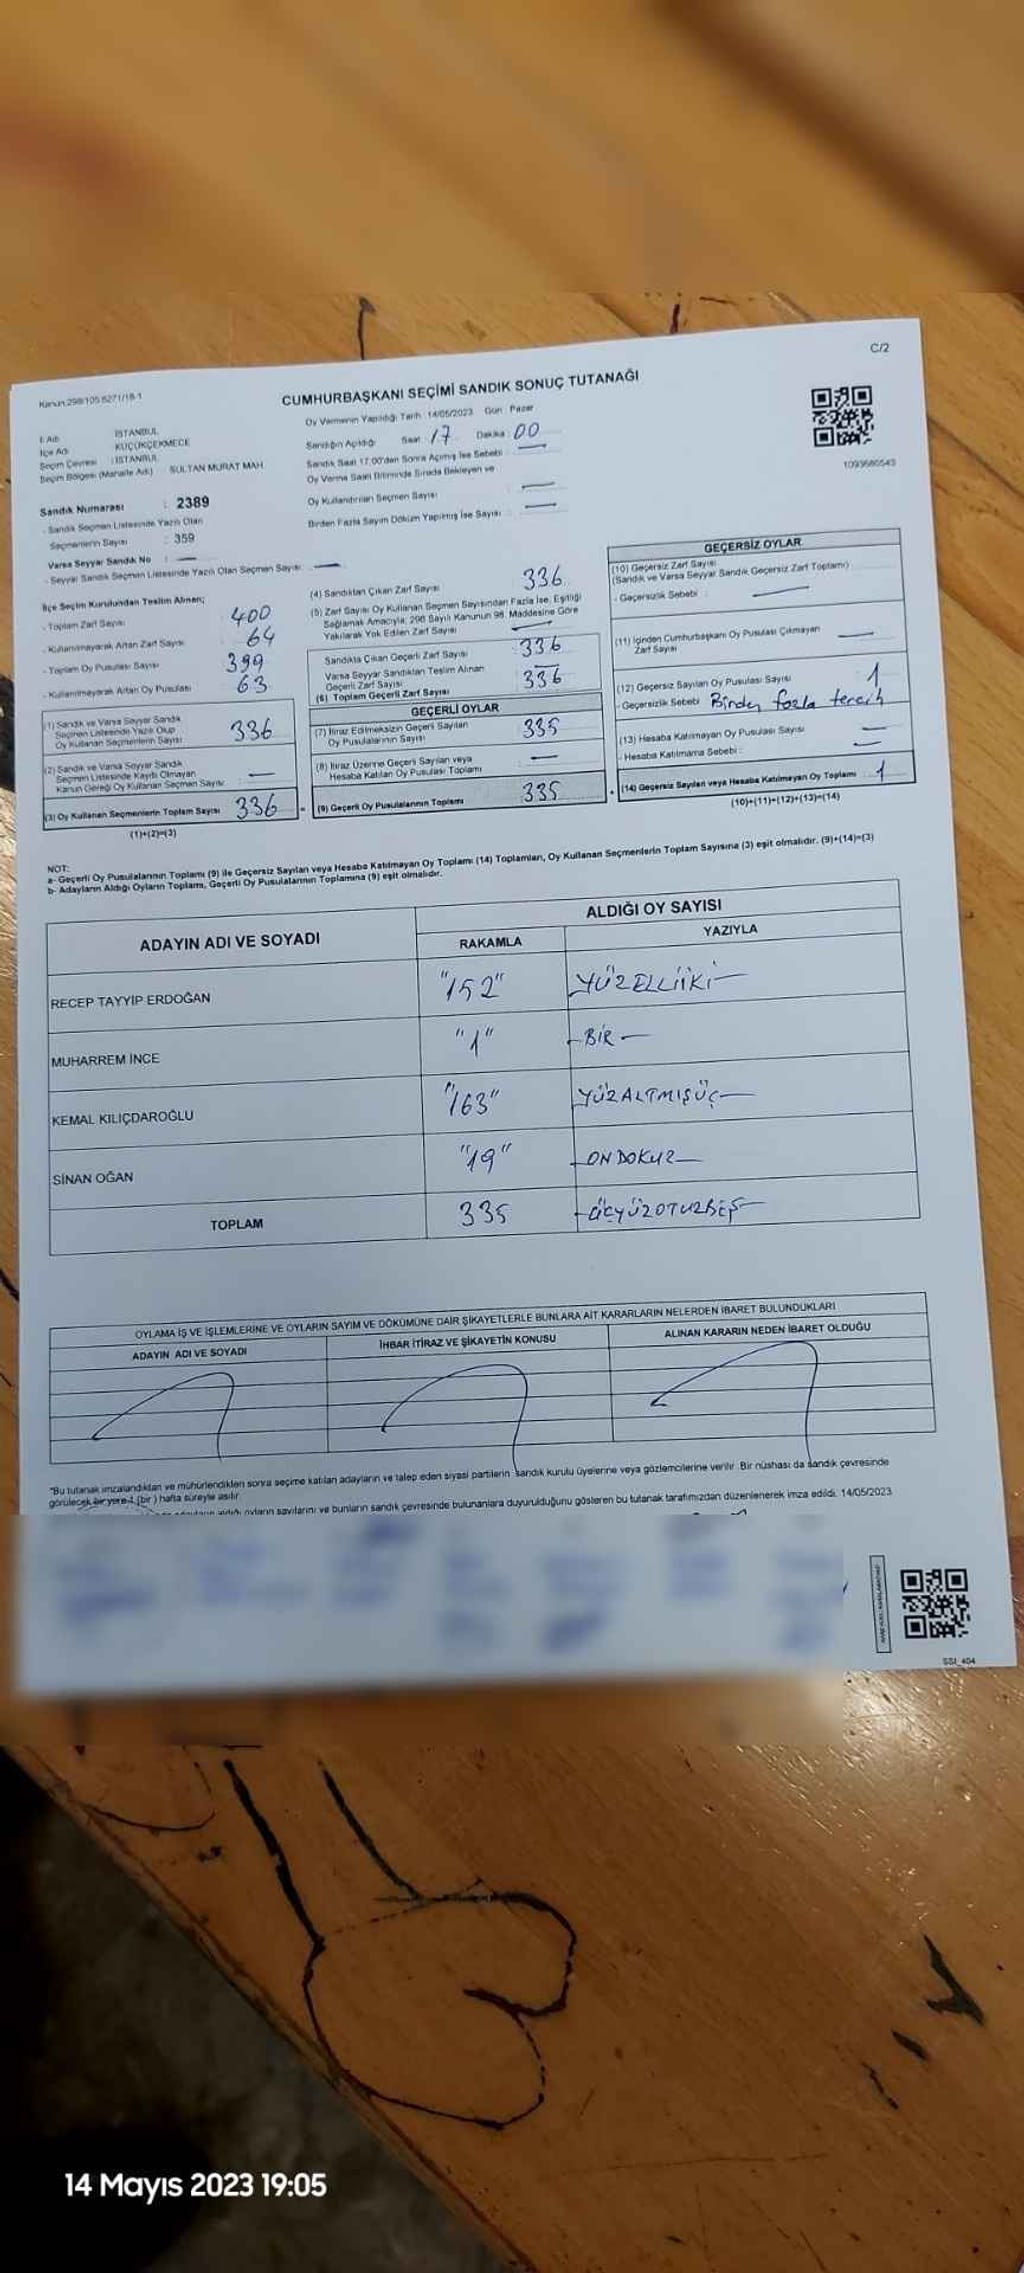 C/2
Kanun:298/105,6271/18-1
CUMHURBAŞKANI SEÇİMİ SANDIK SONUÇ TUTANAĞI
İl Adı : İSTANBUL
İlçe Adı : KÜÇÜKÇEKMECE
Seçim Çevresi : İSTANBUL
Seçim Bölgesi (Mahalle Adı) : SULTAN MURAT MAH.
Sandık Numarası : 2389
- Sandık Seçmen Listesinde Yazılı Olan
Seçmenlerin Sayısı : 359
Varsa Seyyar Sandık No : —
- Seyyar Sandık Seçmen Listesinde Yazılı Olan Seçmen Sayısı : —
Oy Vermenin Yapıldığı Tarih : 14/05/2023 Gün : Pazar
Sandığın Açıldığı Saat : 17 Dakika : 00
Sandık Saat 17.00'den Sonra Açılmış İse Sebebi : —
Oy Verme Saati Bitiminde Sırada Bekleyen ve
Oy Kullandırılan Seçmen Sayısı : —
Birden Fazla Sayım Döküm Yapılmış İse Sayısı : —
1093680543
İlçe Seçim Kurulundan Teslim Alınan;
- Toplam Zarf Sayısı : 400
- Kullanılmayarak Artan Zarf Sayısı : 64
- Toplam Oy Pusulası Sayısı : 399
- Kullanılmayarak Artan Oy Pusulası : 63
(1) Sandık ve Varsa Seyyar Sandık
Seçmen Listesinde Yazılı Olup
Oy Kullanan Seçmenlerin Sayısı : 336
(2) Sandık ve Varsa Seyyar Sandık
Seçmen Listesinde Kaydı Olmayan
Kanun Gereği Oy Kullanan Seçmen Sayısı : —
(3) Oy Kullanan Seçmenlerin Toplam Sayısı : 336
(1)+(2)=(3)
(4) Sandıktan Çıkan Zarf Sayısı : 336
(5) Zarf Sayısı Oy Kullanan Seçmen Sayısından Fazla İse, Eşitliği
Sağlamak Amacıyla; 298 Sayılı Kanunun 98. Maddesine Göre
Yakılarak Yok Edilen Zarf Sayısı : —
Sandıkta Çıkan Geçerli Zarf Sayısı : 336
Varsa Seyyar Sandıktan Teslim Alınan
Geçerli Zarf Sayısı : —
(6) Toplam Geçerli Zarf Sayısı : 336
GEÇERLİ OYLAR
(7) İtiraz Edilmeksizin Geçerli Sayılan
Oy Pusulalarının Sayısı : 335
(8) İtiraz Üzerine Geçerli Sayılan veya
Hesaba Katılan Oy Pusulası Toplamı : —
(9) Geçerli Oy Pusulalarının Toplamı : 335
GEÇERSİZ OYLAR
(10) Geçersiz Zarf Sayısı
(Sandık ve Varsa Seyyar Sandık Geçersiz Zarf Toplamı)
- Geçersizlik Sebebi : —
(11) İçinden Cumhurbaşkanı Oy Pusulası Çıkmayan
Zarf Sayısı —
(12) Geçersiz Sayılan Oy Pusulası Sayısı 1
- Geçersizlik Sebebi : Birden fazla tercih
(13) Hesaba Katılmayan Oy Pusulası Sayısı —
- Hesaba Katılmama Sebebi : —
(14) Geçersiz Sayılan veya Hesaba Katılmayan Oy Toplamı : 1
(10)+(11)+(12)+(13)=(14)
NOT:
a- Geçerli Oy Pusulalarının Toplamı (9) ile Geçersiz Sayılan veya Hesaba Katılmayan Oy Toplamı (14) Toplamları, Oy Kullanan Seçmenlerin Toplam Sayısına (3) eşit olmalıdır. (9)+(14)=(3)
b- Adayların Aldığı Oyların Toplamı, Geçerli Oy Pusulalarının Toplamına (9) eşit olmalıdır.
ADAYIN ADI VE SOYADI
ALDIĞI OY SAYISI
RAKAMLA YAZIYLA
RECEP TAYYİP ERDOĞAN "152" YÜZELLİİKİ—
MUHARREM İNCE "1" —BİR—
KEMAL KILIÇDAROĞLU "163" YÜZALTMIŞÜÇ—
SİNAN OĞAN "19" —ONDOKUZ—
TOPLAM 335 —ÜÇYÜZOTUZBEŞ—
OYLAMA İŞ VE İŞLEMLERİNE VE OYLARIN SAYIM VE DÖKÜMÜNE DAİR ŞİKAYETLERLE BUNLARA AİT KARARLARIN NELERDEN İBARET BULUNDUKLARI
ADAYIN ADI VE SOYADI İHBAR İTİRAZ VE ŞİKAYETİN KONUSU ALINAN KARARIN NEDEN İBARET OLDUĞU
"Bu tutanak imzalandıktan ve mühürlendikten sonra seçime katılan adayların ve talep eden siyasi partilerin sandık kurulu üyelerine veya gözlemcilerine verilir. Bir nüshası da sandık çevresinde
görülecek bir yere 1 (bir) hafta süreyle asılır.
aldığı oyların sayılarını ve bunların sandık çevresinde bulunanlara duyurulduğunu gösteren bu tutanak tarafımızdan düzenlenerek imza edildi. 14/05/2023
SSI_404
14 Mayıs 2023 19:05